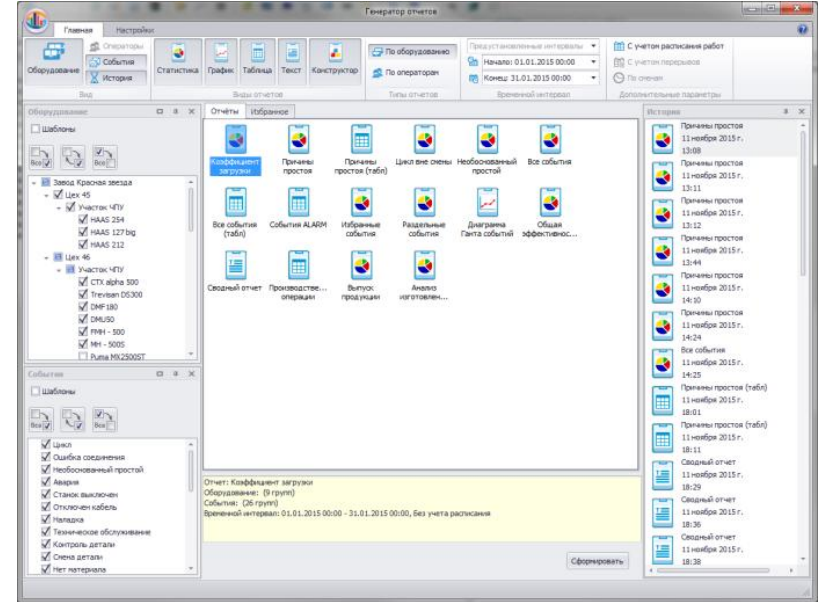 Генератор отчетов
Главная Настройки
Оборудование
Операторы
События
История
Вид
Статистика График Таблица Текст Конструктор
Виды отчетов
По оборудованию
По операторам
Типы отчетов
Предустановленные интервалы
Начало: 01.01.2015 00:00
Конец: 31.01.2015 00:00
Временной интервал
С учетом расписания работ
С учетом перерывов
По сменам
Дополнительные параметры
Оборудование
Шаблоны
Все Все
Завод Красная звезда
Цех 45
Участок ЧПУ
HAAS 254
HAAS 127big
HAAS 212
Цех 46
Участок ЧПУ
CTX alpha 500
Trevisan DS300
DMF180
DMU50
FMH - 500
MH - 500S
Puma MX2500ST
События
Шаблоны
Все Все
Цикл
Ошибка соединения
Необоснованный простой
Авария
Станок выключен
Отключен кабель
Наладка
Техническое обслуживание
Контроль детали
Смена детали
Нет материала
Отчёты Избранное
Коэффициент загрузки
Причины простоя
Причины простоя (табл)
Цикл вне смены
Необоснованный простой
Все события
Все события (табл)
События ALARM
Избранные события
Раздельные события
Диаграмма Ганта событий
Общая эффективнос...
Сводный отчет
Производстве... операции
Выпуск продукции
Анализ изготовлен...
Отчет: Коэффициент загрузки
Оборудование: (9 групп)
События: (26 групп)
Временной интервал: 01.01.2015 00:00 - 31.01.2015 00:00, Без учета расписания
Сформировать
История
Причины простоя
11 ноября 2015 г.
13:08
Причины простоя
11 ноября 2015 г.
13:11
Причины простоя
11 ноября 2015 г.
13:12
Причины простоя
11 ноября 2015 г.
13:44
Причины простоя
11 ноября 2015 г.
14:10
Причины простоя
11 ноября 2015 г.
14:24
Все события
11 ноября 2015 г.
14:25
Причины простоя (табл)
11 ноября 2015 г.
18:01
Причины простоя (табл)
11 ноября 2015 г.
18:11
Сводный отчет
11 ноября 2015 г.
18:29
Сводный отчет
11 ноября 2015 г.
18:36
Сводный отчет
11 ноября 2015 г.
18:38